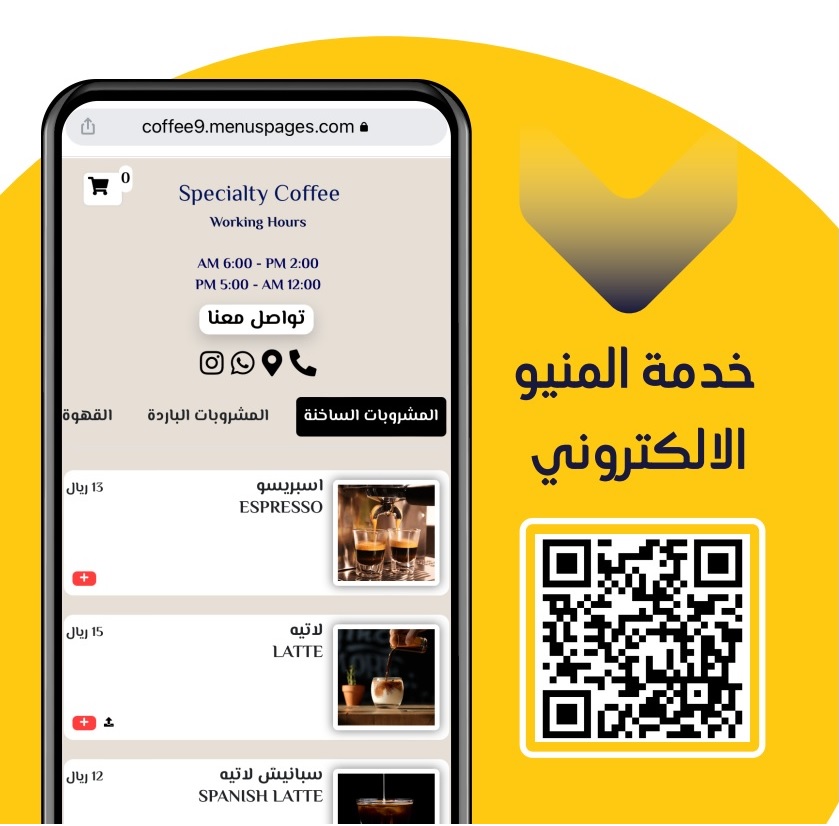 coffee9.menuspages.com
0
Specialty Coffee
Working Hours
AM 6:00 - PM 2:00
PM 5:00 - AM 12:00
تواصل معنا
المشروبات الساخنة
المشروبات الباردة
القهوة
اسبريسو
13 ريال
ESPRESSO
لاتيه
15 ريال
LATTE
سبانيش لاتيه
12 ريال
SPANISH LATTE
خدمة المنيو
الالكتروني